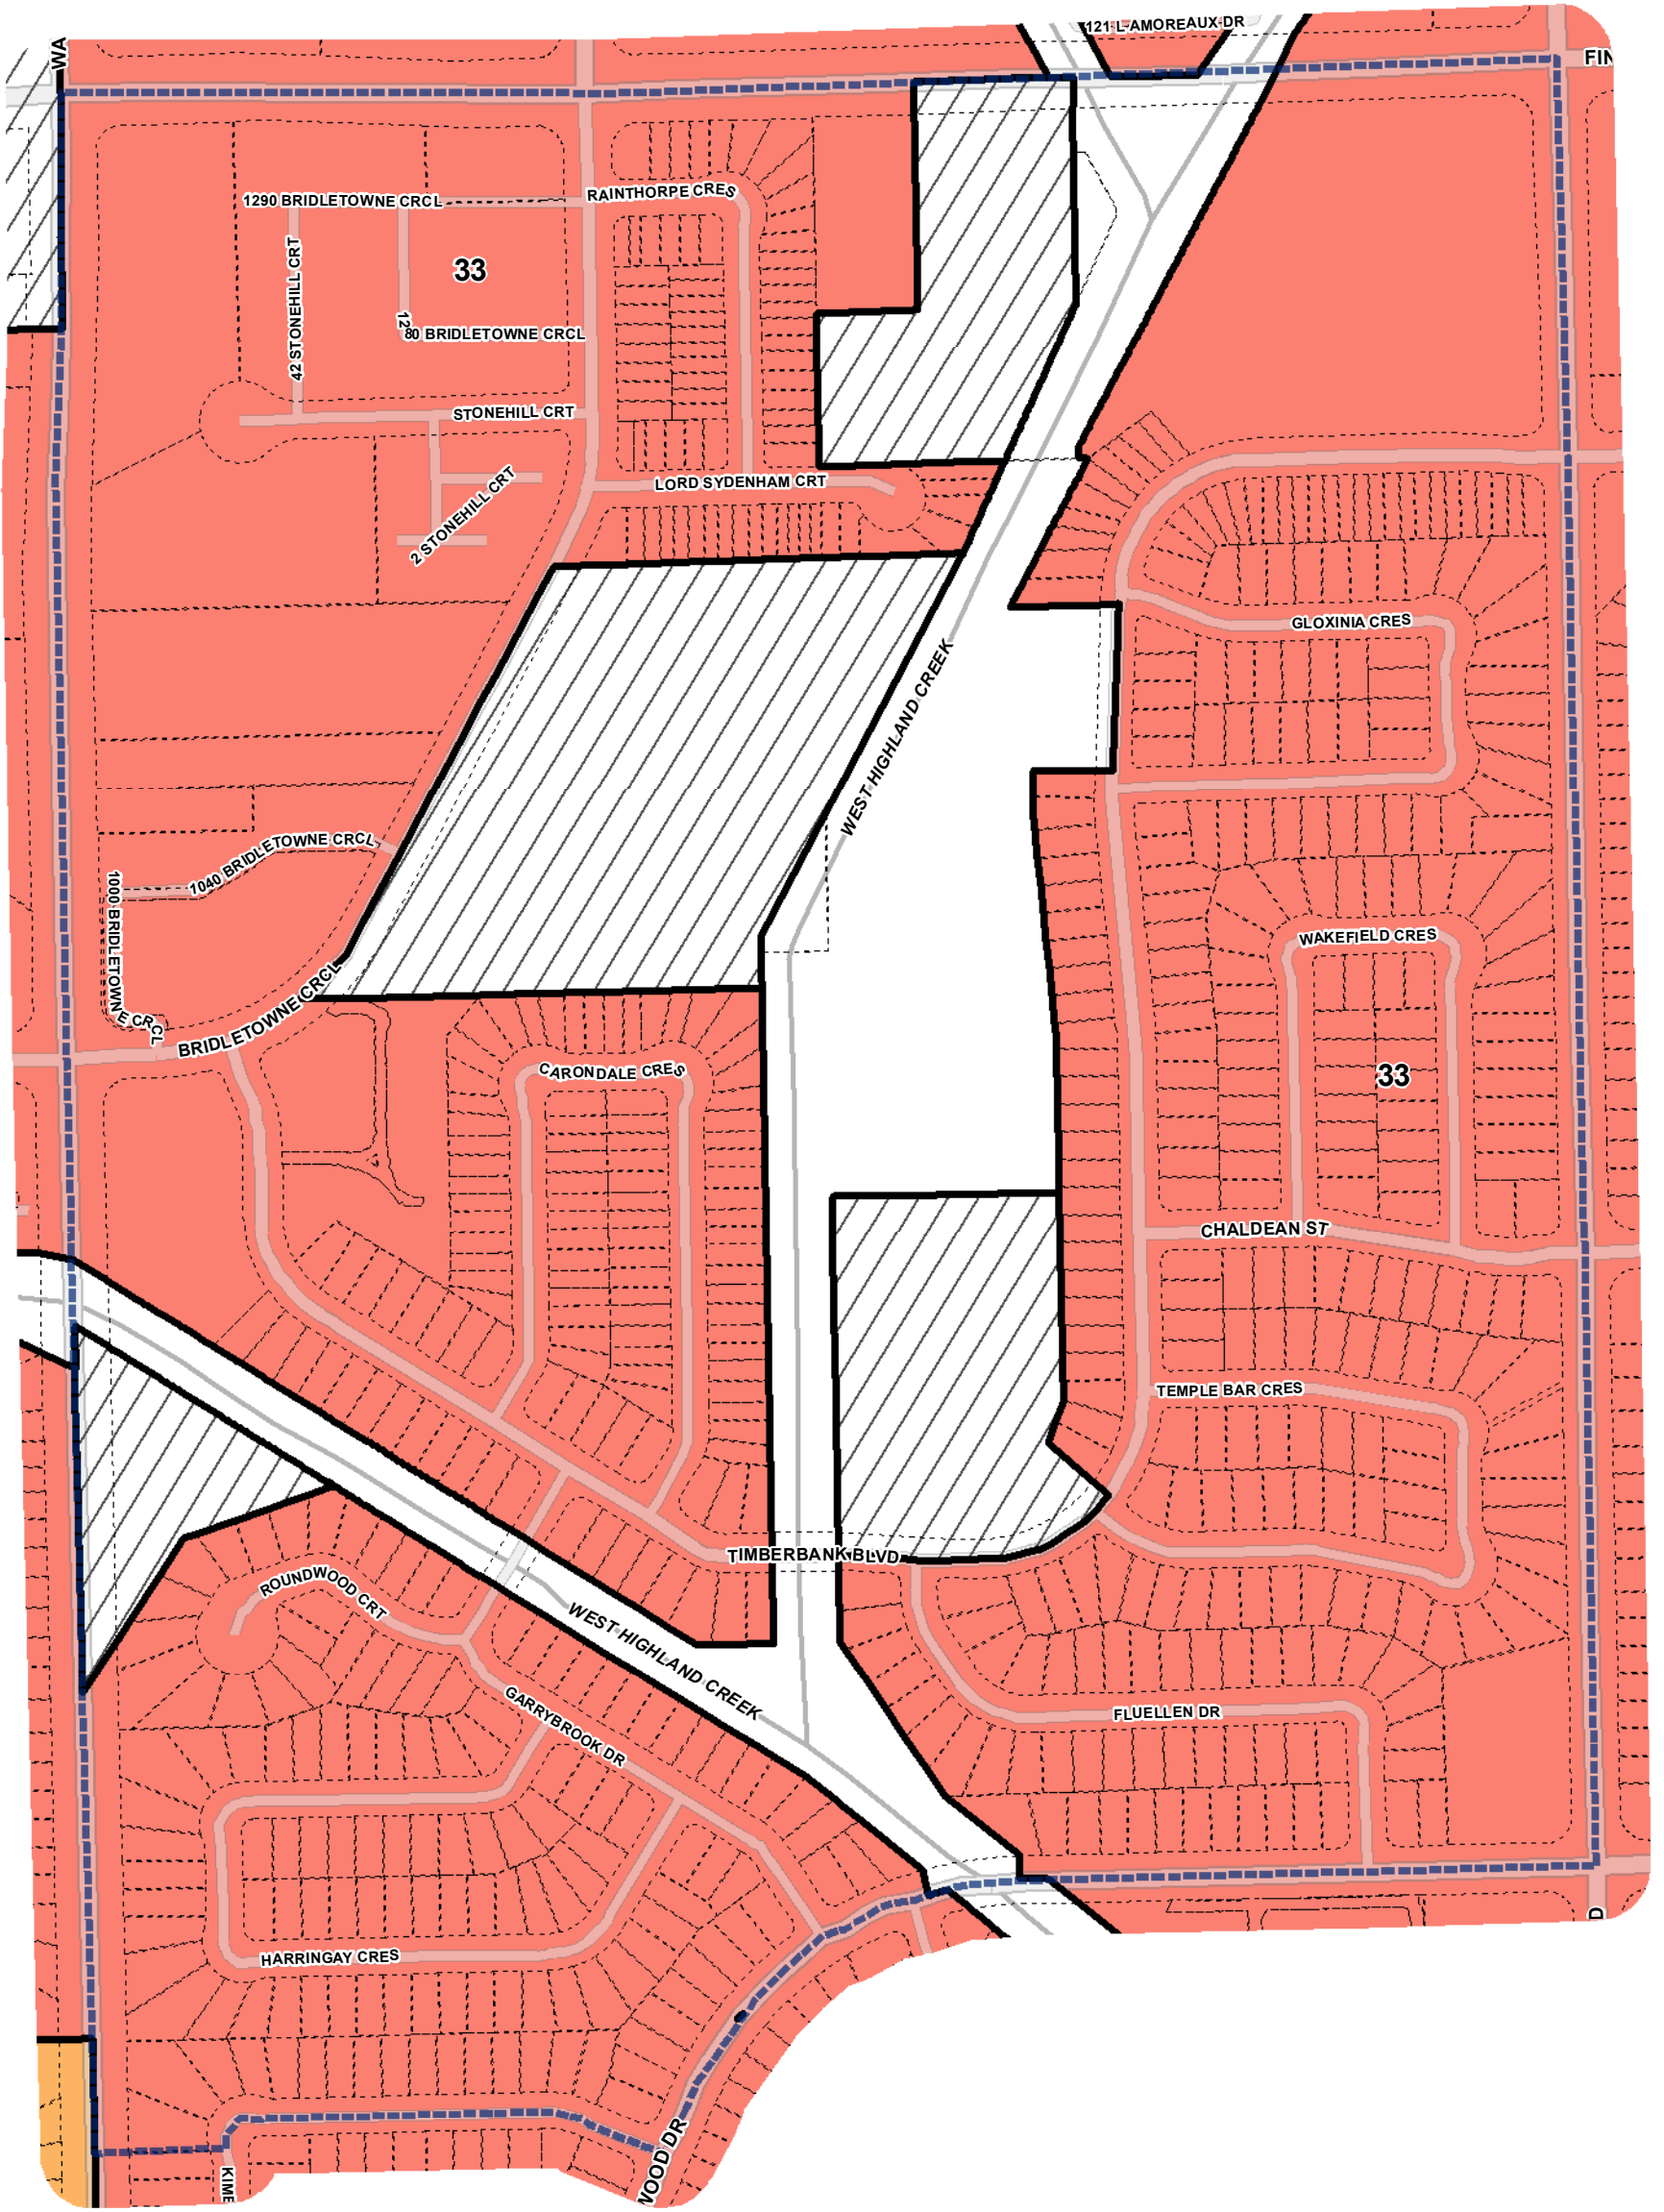 121 L-AMOREAUX DR
WA
FIN
1290 BRIDLETOWNE CRCL
RAINTHORPE CRES
33
42 STONEHILL CRT
1280 BRIDLETOWNE CRCL
STONEHILL CRT
2 STONEHILL CRT
LORD SYDENHAM CRT
GLOXINIA CRES
WEST HIGHLAND CREEK
1040 BRIDLETOWNE CRCL
1000 BRIDLETOWNE CRCL
WAKEFIELD CRES
BRIDLETOWNE CRCL
CARONDALE CRES
33
CHALDEAN ST
TEMPLE BAR CRES
TIMBERBANK BLVD
ROUNDWOOD CRT
WEST HIGHLAND CREEK
GARRYBROOK DR
FLUELLEN DR
D
HARRINGAY CRES
WOOD DR
KIME